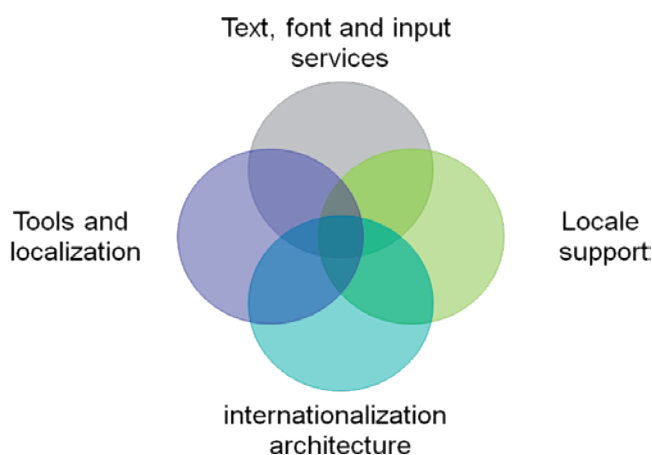 Text, font and input
services
Tools and
localization
Locale
support
internationalization
architecture